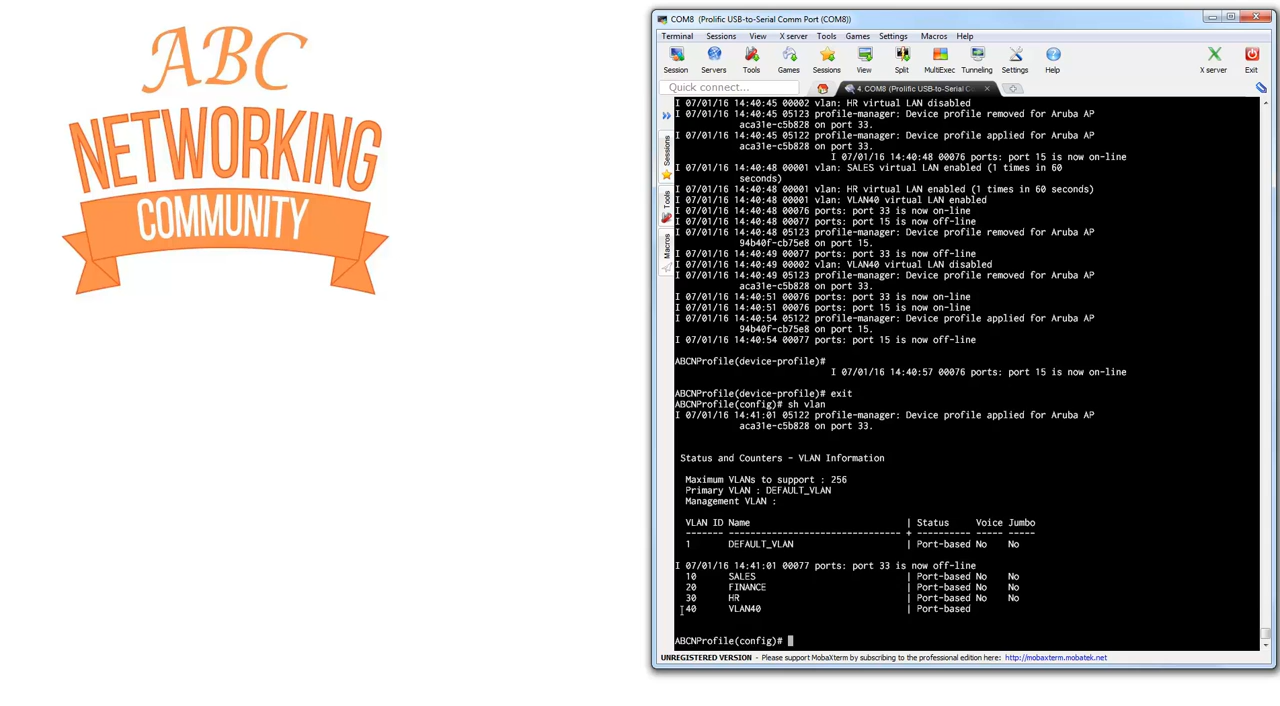 ABC
NETWORKING
COMMUNITY
COM8 (Prolific USB-to-Serial Comm Port (COM8))
Terminal Sessions View X server Tools Games Settings Macros Help
Session Servers Tools Games Sessions View Split MultiExec Tunneling Settings Help X server Exit
Quick connect...
4. COM8 (Prolific USB-to-Serial C
Sessions
Tools
Macros
I 07/01/16 14:40:45 00002 vlan: HR virtual LAN disabled
I 07/01/16 14:40:45 05123 profile-manager: Device profile removed for Aruba AP
aca31e-c5b828 on port 33.
I 07/01/16 14:40:45 05122 profile-manager: Device profile applied for Aruba AP
aca31e-c5b828 on port 33.
I 07/01/16 14:40:48 00076 ports: port 15 is now on-line
I 07/01/16 14:40:48 00001 vlan: SALES virtual LAN enabled (1 times in 60
seconds)
I 07/01/16 14:40:48 00001 vlan: HR virtual LAN enabled (1 times in 60 seconds)
I 07/01/16 14:40:48 00001 vlan: VLAN40 virtual LAN enabled
I 07/01/16 14:40:48 00076 ports: port 33 is now on-line
I 07/01/16 14:40:48 00077 ports: port 15 is now off-line
I 07/01/16 14:40:48 05123 profile-manager: Device profile removed for Aruba AP
94b40f-cb75e8 on port 15.
I 07/01/16 14:40:49 00077 ports: port 33 is now off-line
I 07/01/16 14:40:49 00002 vlan: VLAN40 virtual LAN disabled
I 07/01/16 14:40:49 05123 profile-manager: Device profile removed for Aruba AP
aca31e-c5b828 on port 33.
I 07/01/16 14:40:51 00076 ports: port 33 is now on-line
I 07/01/16 14:40:51 00076 ports: port 15 is now on-line
I 07/01/16 14:40:54 05122 profile-manager: Device profile applied for Aruba AP
94b40f-cb75e8 on port 15.
I 07/01/16 14:40:54 00077 ports: port 15 is now off-line
ABCNProfile(device-profile)#
I 07/01/16 14:40:57 00076 ports: port 15 is now on-line
ABCNProfile(device-profile)# exit
ABCNProfile(config)# sh vlan
I 07/01/16 14:41:01 05122 profile-manager: Device profile applied for Aruba AP
aca31e-c5b828 on port 33.
Status and Counters - VLAN Information
Maximum VLANs to support : 256
Primary VLAN : DEFAULT_VLAN
Management VLAN :
VLAN ID Name | Status Voice Jumbo
------- -------------------------------- + ---------- ----- -----
1 DEFAULT_VLAN | Port-based No No
I 07/01/16 14:41:01 00077 ports: port 33 is now off-line
10 SALES | Port-based No No
20 FINANCE | Port-based No No
30 HR | Port-based No No
40 VLAN40 | Port-based
ABCNProfile(config)#
UNREGISTERED VERSION - Please support MobaXterm by subscribing to the professional edition here: http://mobaxterm.mobatek.net